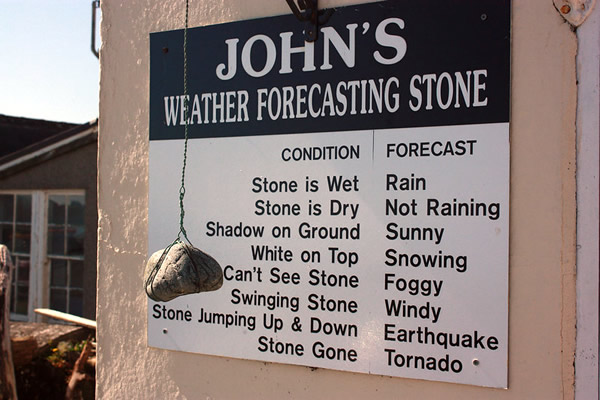 JOHN'S
WEATHER FORECASTING STONE
CONDITION FORECAST
Stone is Wet Rain
Stone is Dry Not Raining
Shadow on Ground Sunny
White on Top Snowing
Can't See Stone Foggy
Swinging Stone Windy
Stone Jumping Up & Down Earthquake
Stone Gone Tornado